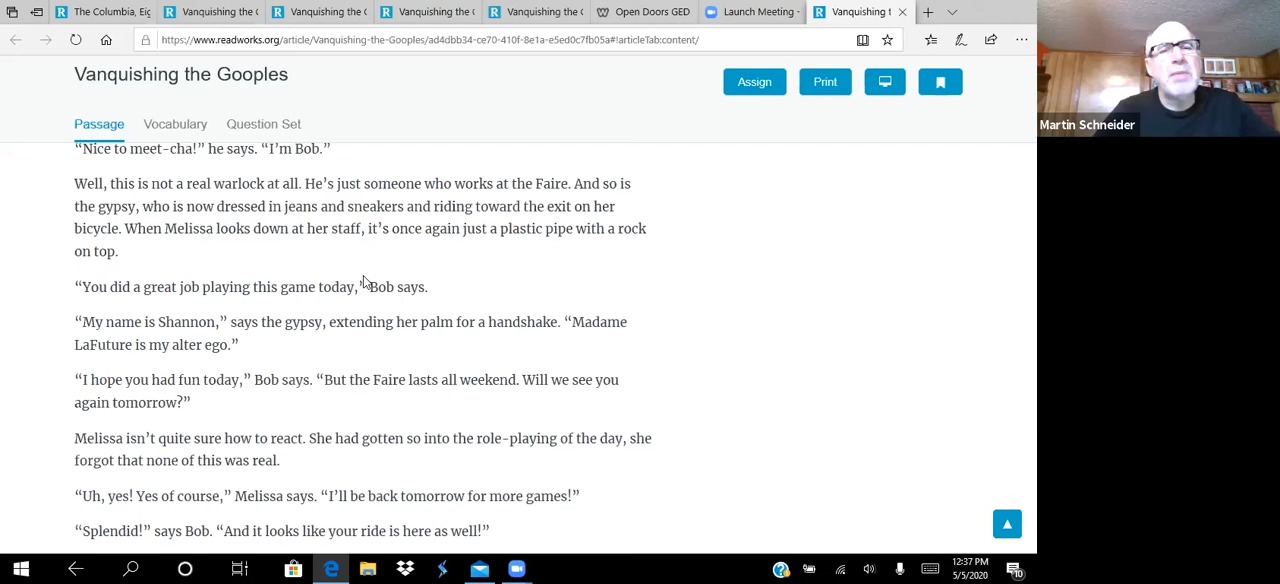 The Columbia, Eig
Vanquishing the G
Vanquishing the G
Vanquishing the G
Vanquishing the G
Open Doors GED
Launch Meeting -
Vanquishing t
https://www.readworks.org/article/Vanquishing-the-Gooples/ad4dbb34-ce70-410f-8e1a-e5ed0c7fb05a#!articleTab:content/
Vanquishing the Gooples
Assign
Print
Passage
Vocabulary
Question Set
“Nice to meet-cha!” he says. “I’m Bob.”
Well, this is not a real warlock at all. He’s just someone who works at the Faire. And so is
the gypsy, who is now dressed in jeans and sneakers and riding toward the exit on her
bicycle. When Melissa looks down at her staff, it’s once again just a plastic pipe with a rock
on top.
“You did a great job playing this game today,” Bob says.
“My name is Shannon,” says the gypsy, extending her palm for a handshake. “Madame
LaFuture is my alter ego.”
“I hope you had fun today,” Bob says. “But the Faire lasts all weekend. Will we see you
again tomorrow?”
Melissa isn’t quite sure how to react. She had gotten so into the role-playing of the day, she
forgot that none of this was real.
“Uh, yes! Yes of course,” Melissa says. “I’ll be back tomorrow for more games!”
“Splendid!” says Bob. “And it looks like your ride is here as well!”
Martin Schneider
12:37 PM
5/5/2020
10